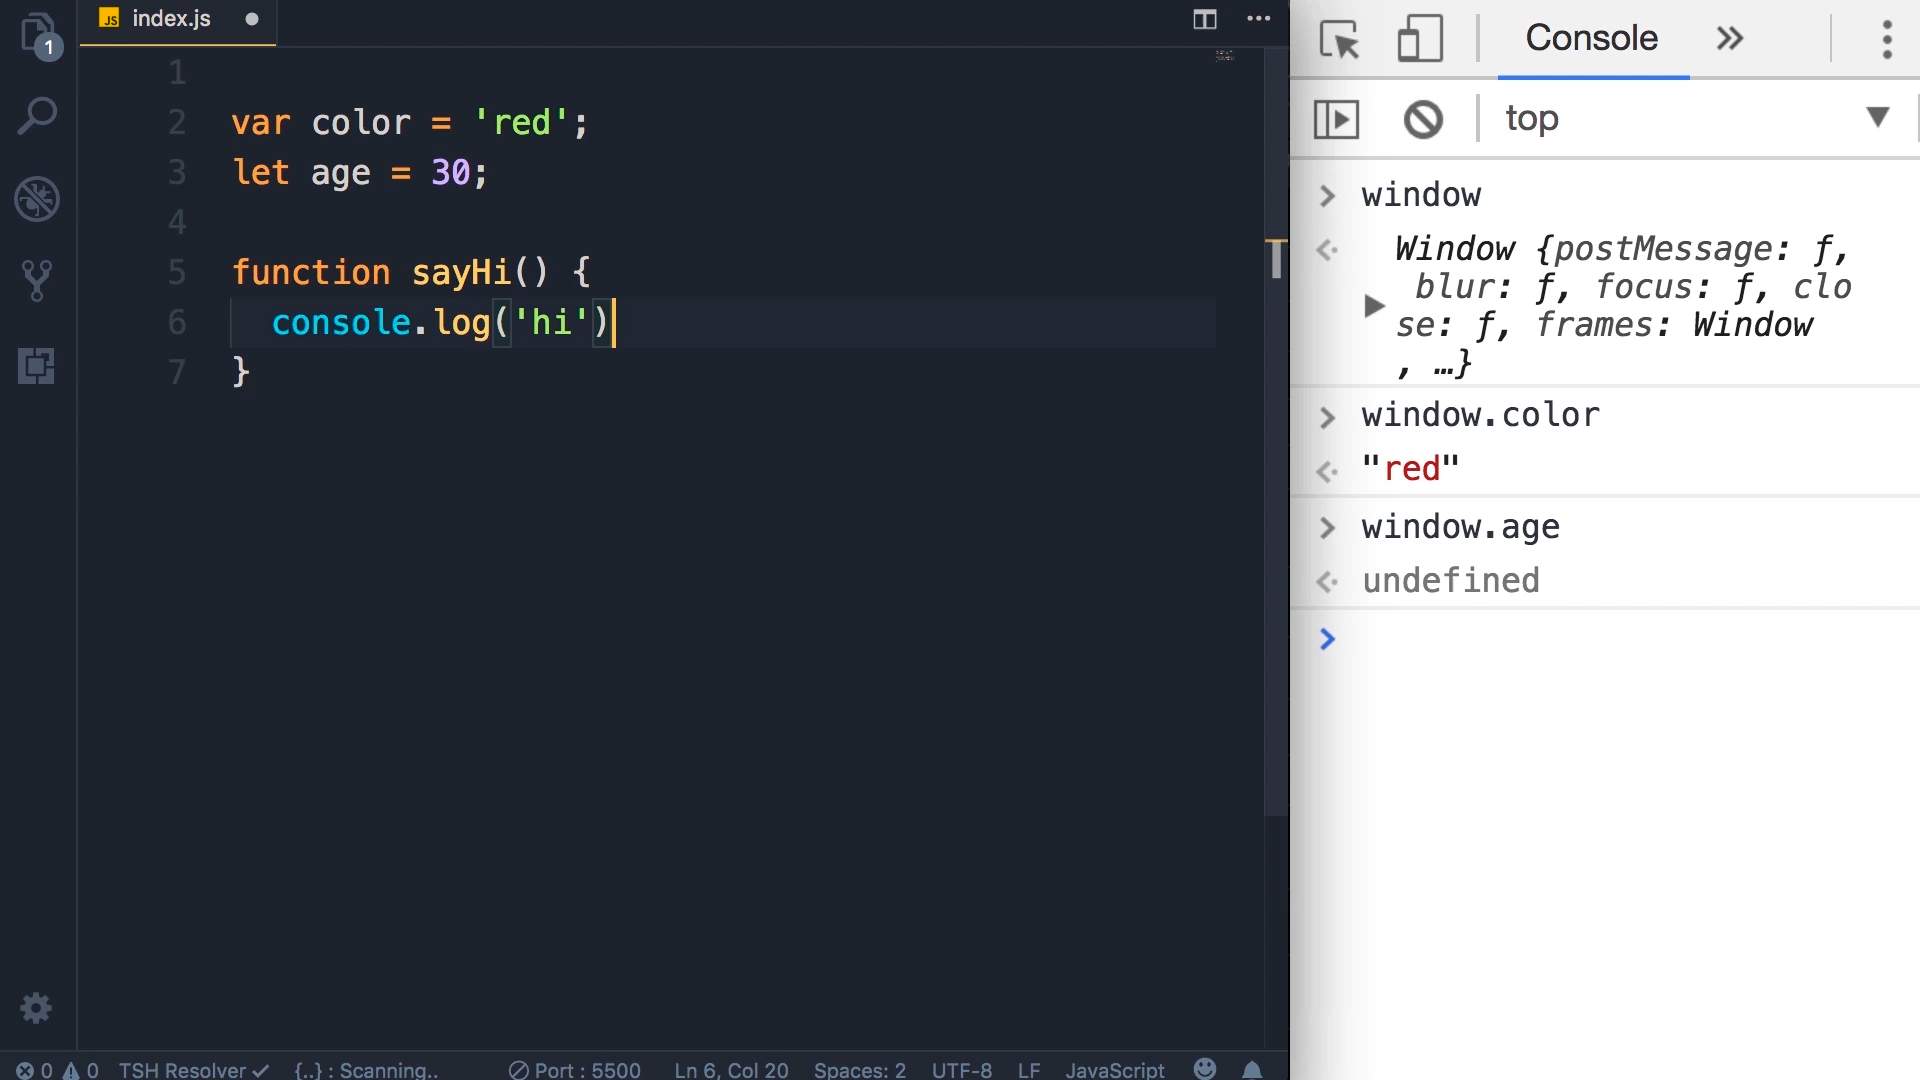 1
JS index.js
1
2 var color = 'red';
3 let age = 30;
4
5 function sayHi() {
6 console.log('hi')
7 }
0 0 TSH Resolver {..} : Scanning.. Port : 5500 Ln 6, Col 20 Spaces: 2 UTF-8 LF JavaScript
Console
top
window
Window {postMessage: ƒ,
blur: ƒ, focus: ƒ, clo
se: ƒ, frames: Window
, …}
window.color
"red"
window.age
undefined